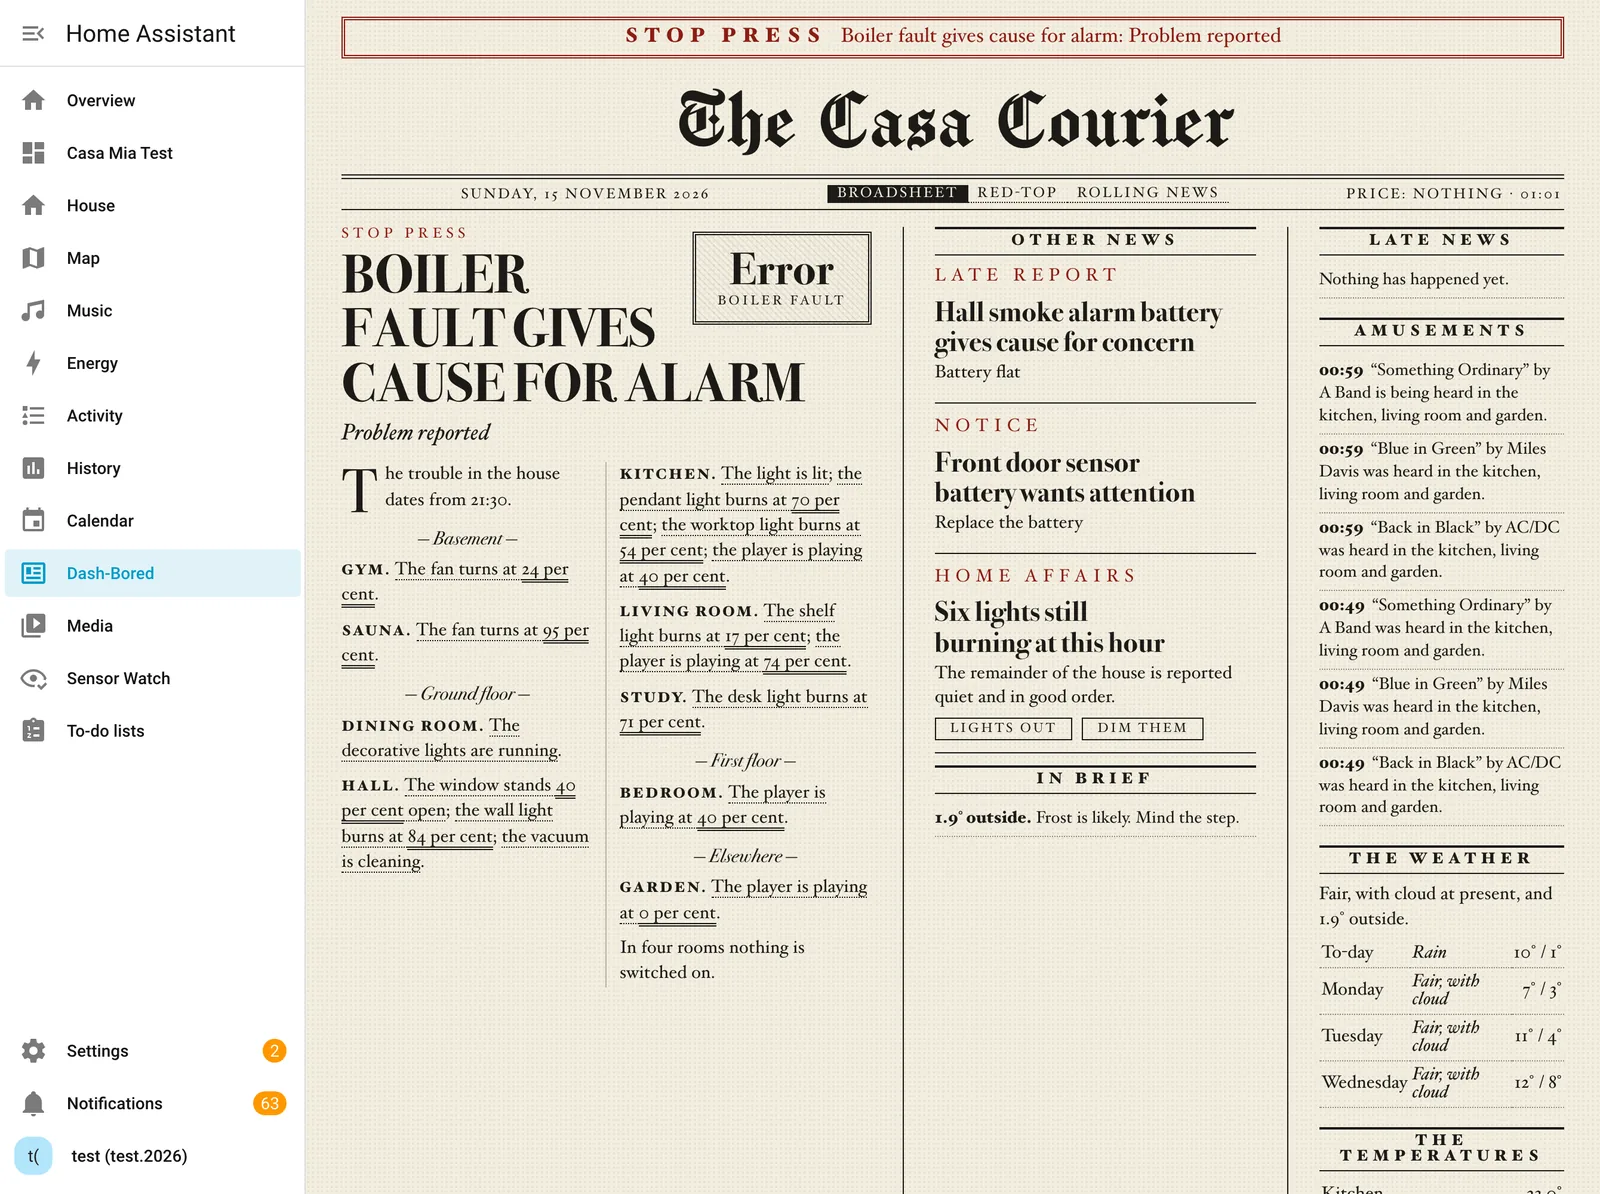 Home Assistant
Overview
Casa Mia Test
House
Map
Music
Energy
Activity
History
Calendar
Dash-Bored
Media
Sensor Watch
To-do lists
Settings
2
Notifications
63
t(
test (test.2026)
STOP PRESS Boiler fault gives cause for alarm: Problem reported
The Casa Courier
SUNDAY, 15 NOVEMBER 2026
BROADSHEET RED-TOP ROLLING NEWS
PRICE: NOTHING · 01:01
STOP PRESS
BOILER
FAULT GIVES
CAUSE FOR ALARM
Error
BOILER FAULT
Problem reported
The trouble in the house
dates from 21:30.
– Basement –
GYM. The fan turns at 24 per
cent.
SAUNA. The fan turns at 95 per
cent.
– Ground floor –
DINING ROOM. The
decorative lights are running.
HALL. The window stands 40
per cent open; the wall light
burns at 84 per cent; the vacuum
is cleaning.
KITCHEN. The light is lit; the
pendant light burns at 70 per
cent; the worktop light burns at
54 per cent; the player is playing
at 40 per cent.
LIVING ROOM. The shelf
light burns at 17 per cent; the
player is playing at 74 per cent.
STUDY. The desk light burns at
71 per cent.
– First floor –
BEDROOM. The player is
playing at 40 per cent.
– Elsewhere –
GARDEN. The player is playing
at 0 per cent.
In four rooms nothing is
switched on.
OTHER NEWS
LATE REPORT
Hall smoke alarm battery
gives cause for concern
Battery flat
NOTICE
Front door sensor
battery wants attention
Replace the battery
HOME AFFAIRS
Six lights still
burning at this hour
The remainder of the house is reported
quiet and in good order.
LIGHTS OUT
DIM THEM
IN BRIEF
1.9° outside. Frost is likely. Mind the step.
LATE NEWS
Nothing has happened yet.
AMUSEMENTS
00:59 “Something Ordinary” by
A Band is being heard in the
kitchen, living room and garden.
00:59 “Blue in Green” by Miles
Davis was heard in the kitchen,
living room and garden.
00:59 “Back in Black” by AC/DC
was heard in the kitchen, living
room and garden.
00:49 “Something Ordinary” by
A Band was heard in the kitchen,
living room and garden.
00:49 “Blue in Green” by Miles
Davis was heard in the kitchen,
living room and garden.
00:49 “Back in Black” by AC/DC
was heard in the kitchen, living
room and garden.
THE WEATHER
Fair, with cloud at present, and
1.9° outside.
To-day Rain 10° / 1°
Monday Fair, with cloud 7° / 3°
Tuesday Fair, with cloud 11° / 4°
Wednesday Fair, with cloud 12° / 8°
THE
TEMPERATURES